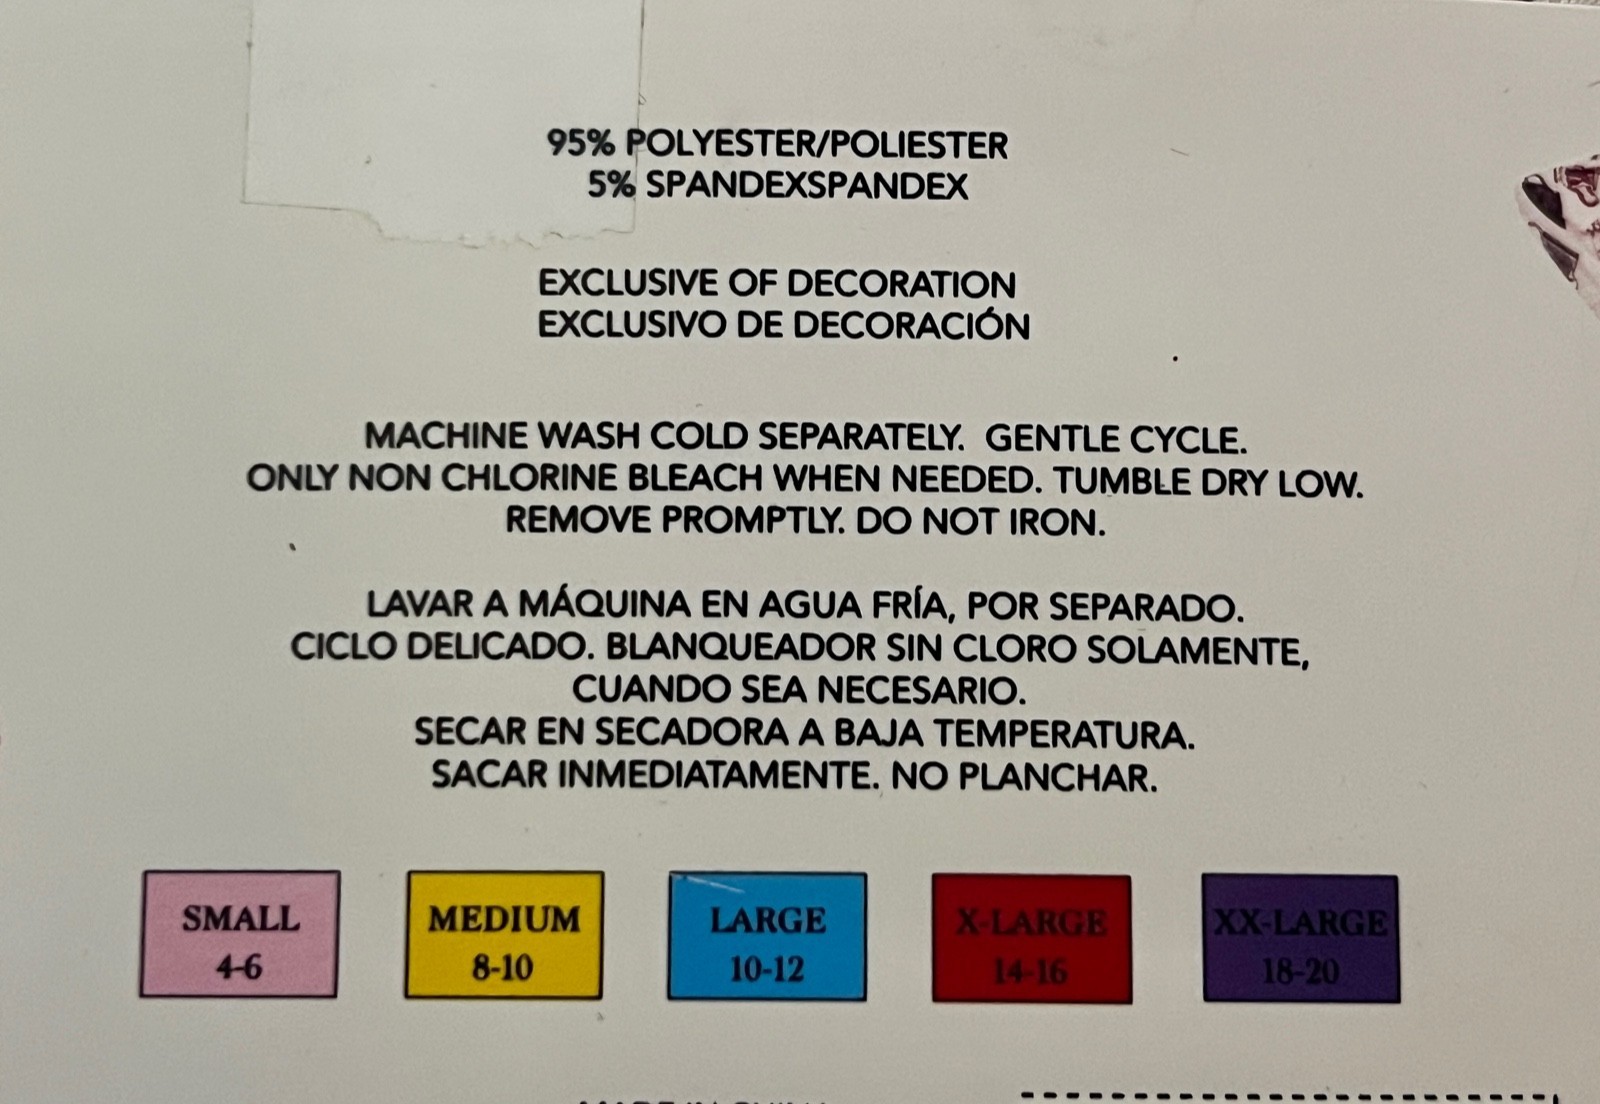 95% POLYESTER/POLIESTER
5% SPANDEXSPANDEX
EXCLUSIVE OF DECORATION
EXCLUSIVO DE DECORACIÓN
MACHINE WASH COLD SEPARATELY. GENTLE CYCLE.
ONLY NON CHLORINE BLEACH WHEN NEEDED. TUMBLE DRY LOW.
REMOVE PROMPTLY. DO NOT IRON.
LAVAR A MÁQUINA EN AGUA FRÍA, POR SEPARADO.
CICLO DELICADO. BLANQUEADOR SIN CLORO SOLAMENTE,
CUANDO SEA NECESARIO.
SECAR EN SECADORA A BAJA TEMPERATURA.
SACAR INMEDIATAMENTE. NO PLANCHAR.
SMALL
4-6
MEDIUM
8-10
LARGE
10-12
X-LARGE
14-16
XX-LARGE
18-20